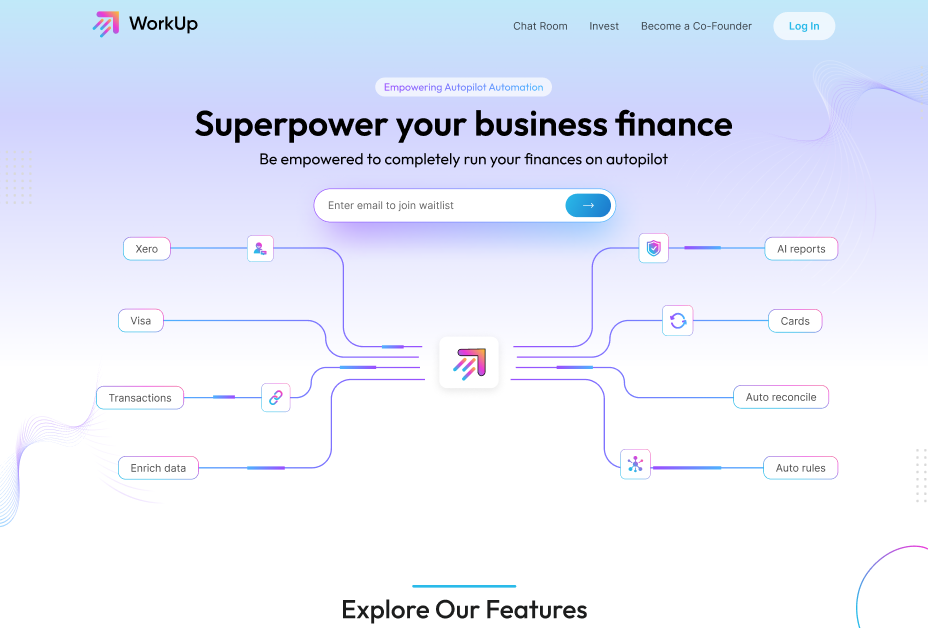 WorkUp
Chat Room
Invest
Become a Co-Founder
Log In
Empowering Autopilot Automation
Superpower your business finance
Be empowered to completely run your finances on autopilot
Enter email to join waitlist
Xero
AI reports
Visa
Cards
Transactions
Auto reconcile
Enrich data
Auto rules
Explore Our Features